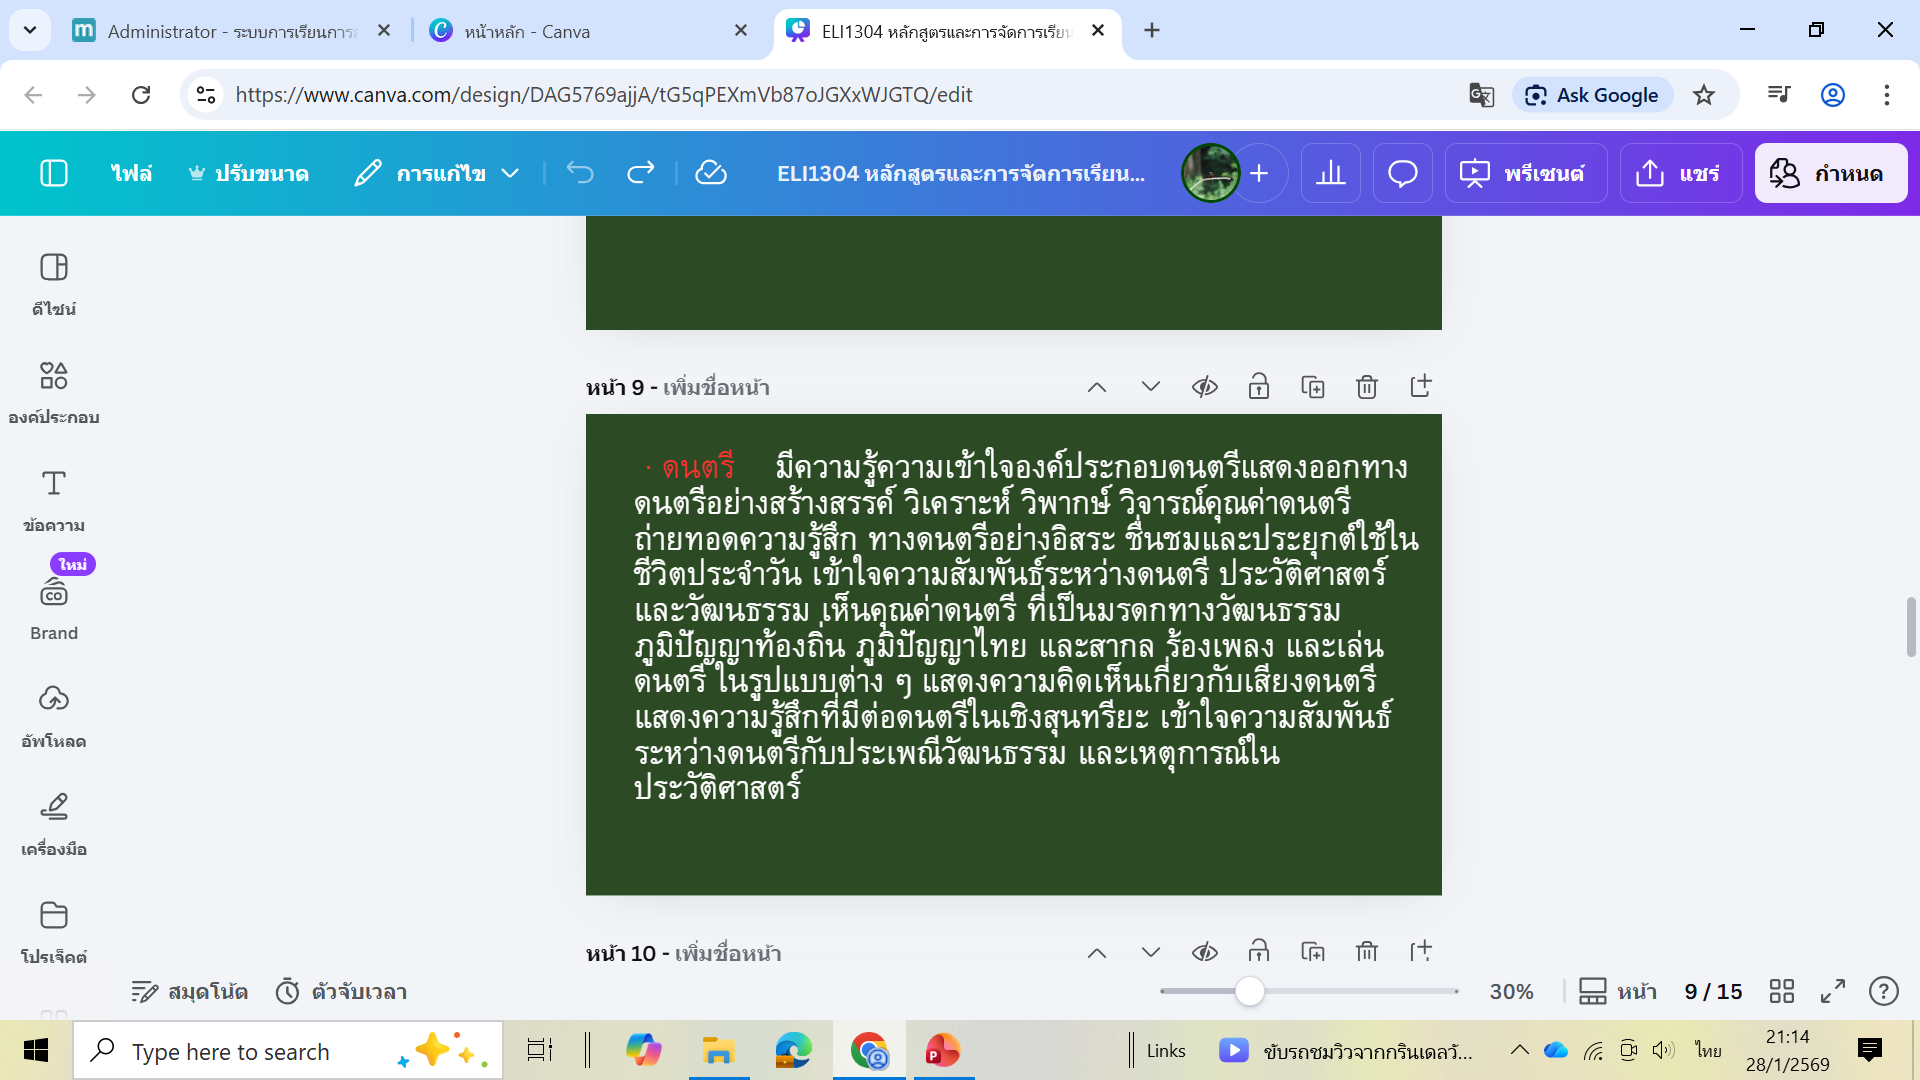 Administrator - ระบบการเรียนการส
หน้าหลัก - Canva
ELI1304 หลักสูตรและการจัดการเรียน
https://www.canva.com/design/DAG5769ajjA/tG5qPEXmVb87oJGXxWJGTQ/edit
Ask Google
ไฟล์
ปรับขนาด
การแก้ไข
ELI1304 หลักสูตรและการจัดการเรียน...
พรีเซนต์
แชร์
กำหนด
ดีไซน์
องค์ประกอบ
ข้อความ
ใหม่
Brand
อัพโหลด
เครื่องมือ
โปรเจ็คต์
หน้า 9 - เพิ่มชื่อหน้า
· ดนตรี มีความรู้ความเข้าใจองค์ประกอบดนตรีแสดงออกทาง
ดนตรีอย่างสร้างสรรค์ วิเคราะห์ วิพากษ์ วิจารณ์คุณค่าดนตรี
ถ่ายทอดความรู้สึก ทางดนตรีอย่างอิสระ ชื่นชมและประยุกต์ใช้ใน
ชีวิตประจำวัน เข้าใจความสัมพันธ์ระหว่างดนตรี ประวัติศาสตร์
และวัฒนธรรม เห็นคุณค่าดนตรี ที่เป็นมรดกทางวัฒนธรรม
ภูมิปัญญาท้องถิ่น ภูมิปัญญาไทย และสากล ร้องเพลง และเล่น
ดนตรี ในรูปแบบต่าง ๆ แสดงความคิดเห็นเกี่ยวกับเสียงดนตรี
แสดงความรู้สึกที่มีต่อดนตรีในเชิงสุนทรียะ เข้าใจความสัมพันธ์
ระหว่างดนตรีกับประเพณีวัฒนธรรม และเหตุการณ์ใน
ประวัติศาสตร์
หน้า 10 - เพิ่มชื่อหน้า
สมุดโน้ต
ตัวจับเวลา
30%
หน้า
9 / 15
Type here to search
Links
ขับรถชมวิวจากกรินเดลวั...
ไทย
21:14
28/1/2569